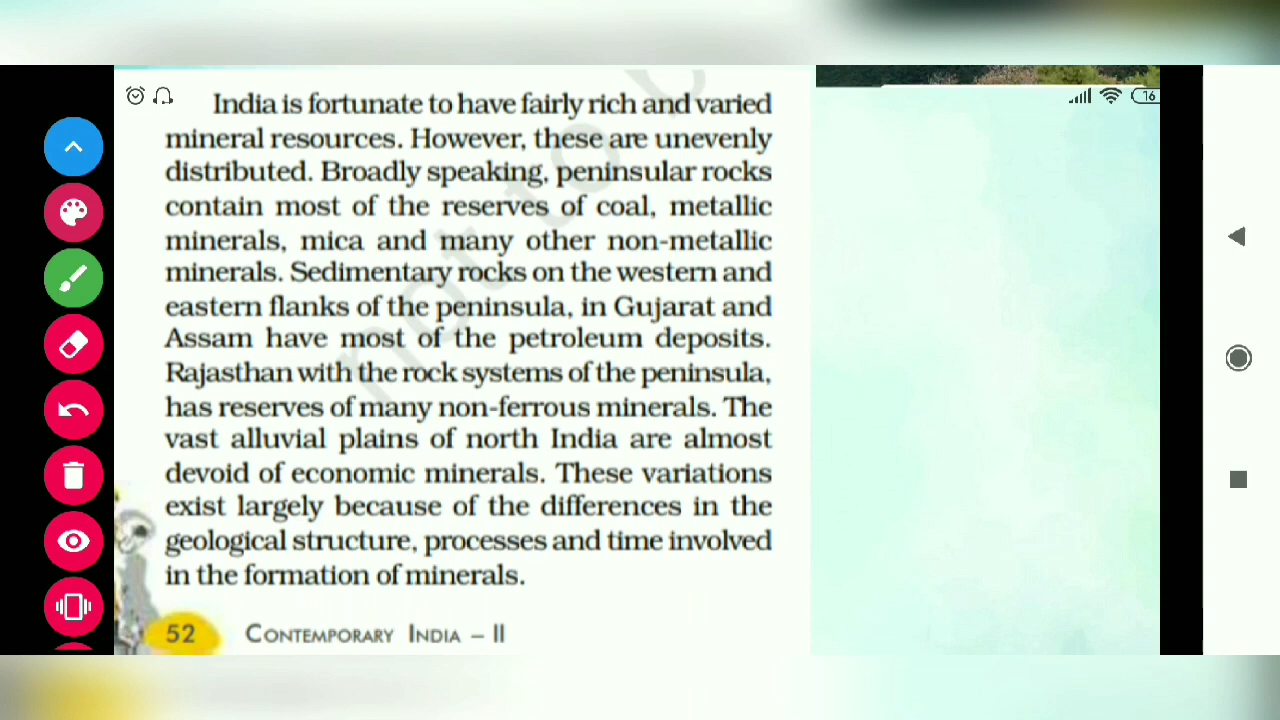 India is fortunate to have fairly rich and varied
mineral resources. However, these are unevenly
distributed. Broadly speaking, peninsular rocks
contain most of the reserves of coal, metallic
minerals, mica and many other non-metallic
minerals. Sedimentary rocks on the western and
eastern flanks of the peninsula, in Gujarat and
Assam have most of the petroleum deposits.
Rajasthan with the rock systems of the peninsula,
has reserves of many non-ferrous minerals. The
vast alluvial plains of north India are almost
devoid of economic minerals. These variations
exist largely because of the differences in the
geological structure, processes and time involved
in the formation of minerals.
52 CONTEMPORARY INDIA – II
16
not to b